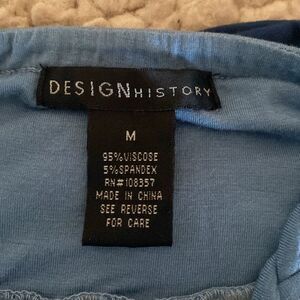 DESIGNHISTORY
M
95%VISCOSE
5%SPANDEX
RN#108357
MADE IN CHINA
SEE REVERSE
FOR CARE